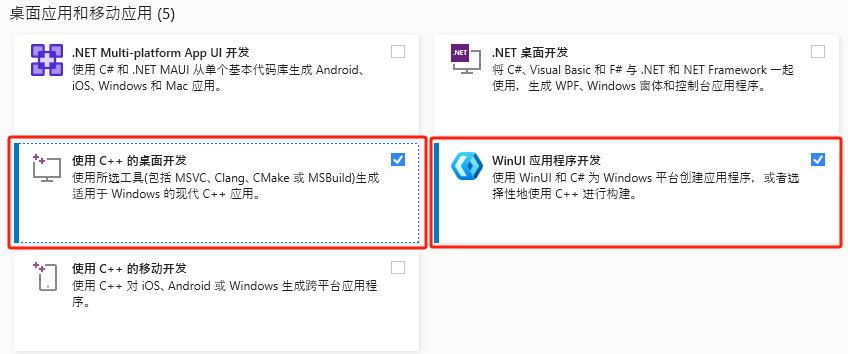 桌面应用和移动应用 (5)
.NET Multi-platform App UI 开发
使用 C# 和 .NET MAUI 从单个基本代码库生成 Android、
iOS、Windows 和 Mac 应用。
.NET
.NET 桌面开发
将 C#、Visual Basic 和 F# 与 .NET 和 NET Framework 一起
使用，生成 WPF、Windows 窗体和控制台应用程序。
使用 C++ 的桌面开发
使用所选工具(包括 MSVC、Clang、CMake 或 MSBuild)生成
适用于 Windows 的现代 C++ 应用。
WinUI 应用程序开发
使用 WinUI 和 C# 为 Windows 平台创建应用程序，或者选
择性地使用 C++ 进行构建。
使用 C++ 的移动开发
使用 C++ 对 iOS、Android 或 Windows 生成跨平台应用程
序。